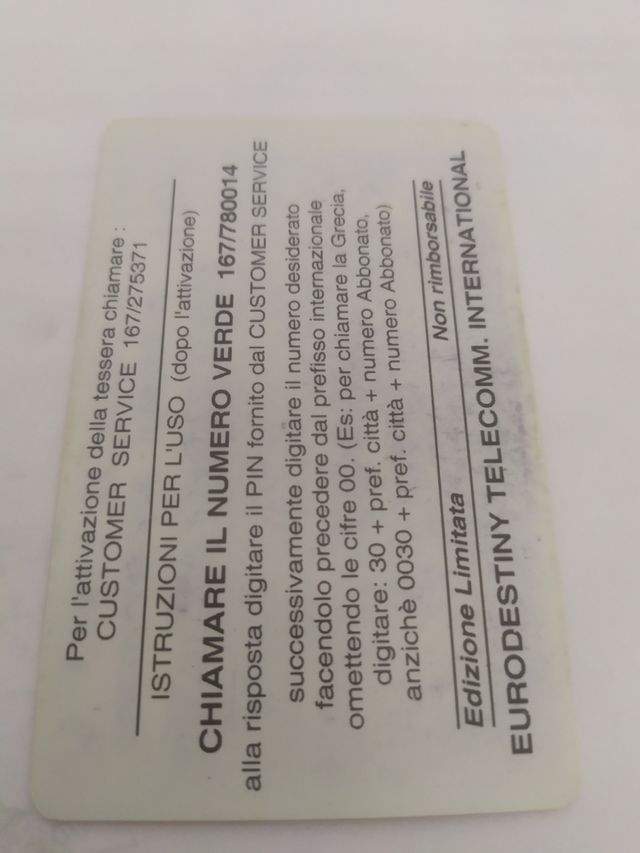 Per l'attivazione della tessera chiamare :
CUSTOMER SERVICE 167/275371
ISTRUZIONI PER L'USO (dopo l'attivazione)
CHIAMARE IL NUMERO VERDE 167/780014
alla risposta digitare il PIN fornito dal CUSTOMER SERVICE
successivamente digitare il numero desiderato
facendolo precedere dal prefisso internazionale
omettendo le cifre 00. (Es: per chiamare la Grecia,
digitare: 30 + pref. città + numero Abbonato,
anzichè 0030 + pref. città + numero Abbonato)
Edizione Limitata Non rimborsabile
EURODESTINY TELECOMM. INTERNATIONAL